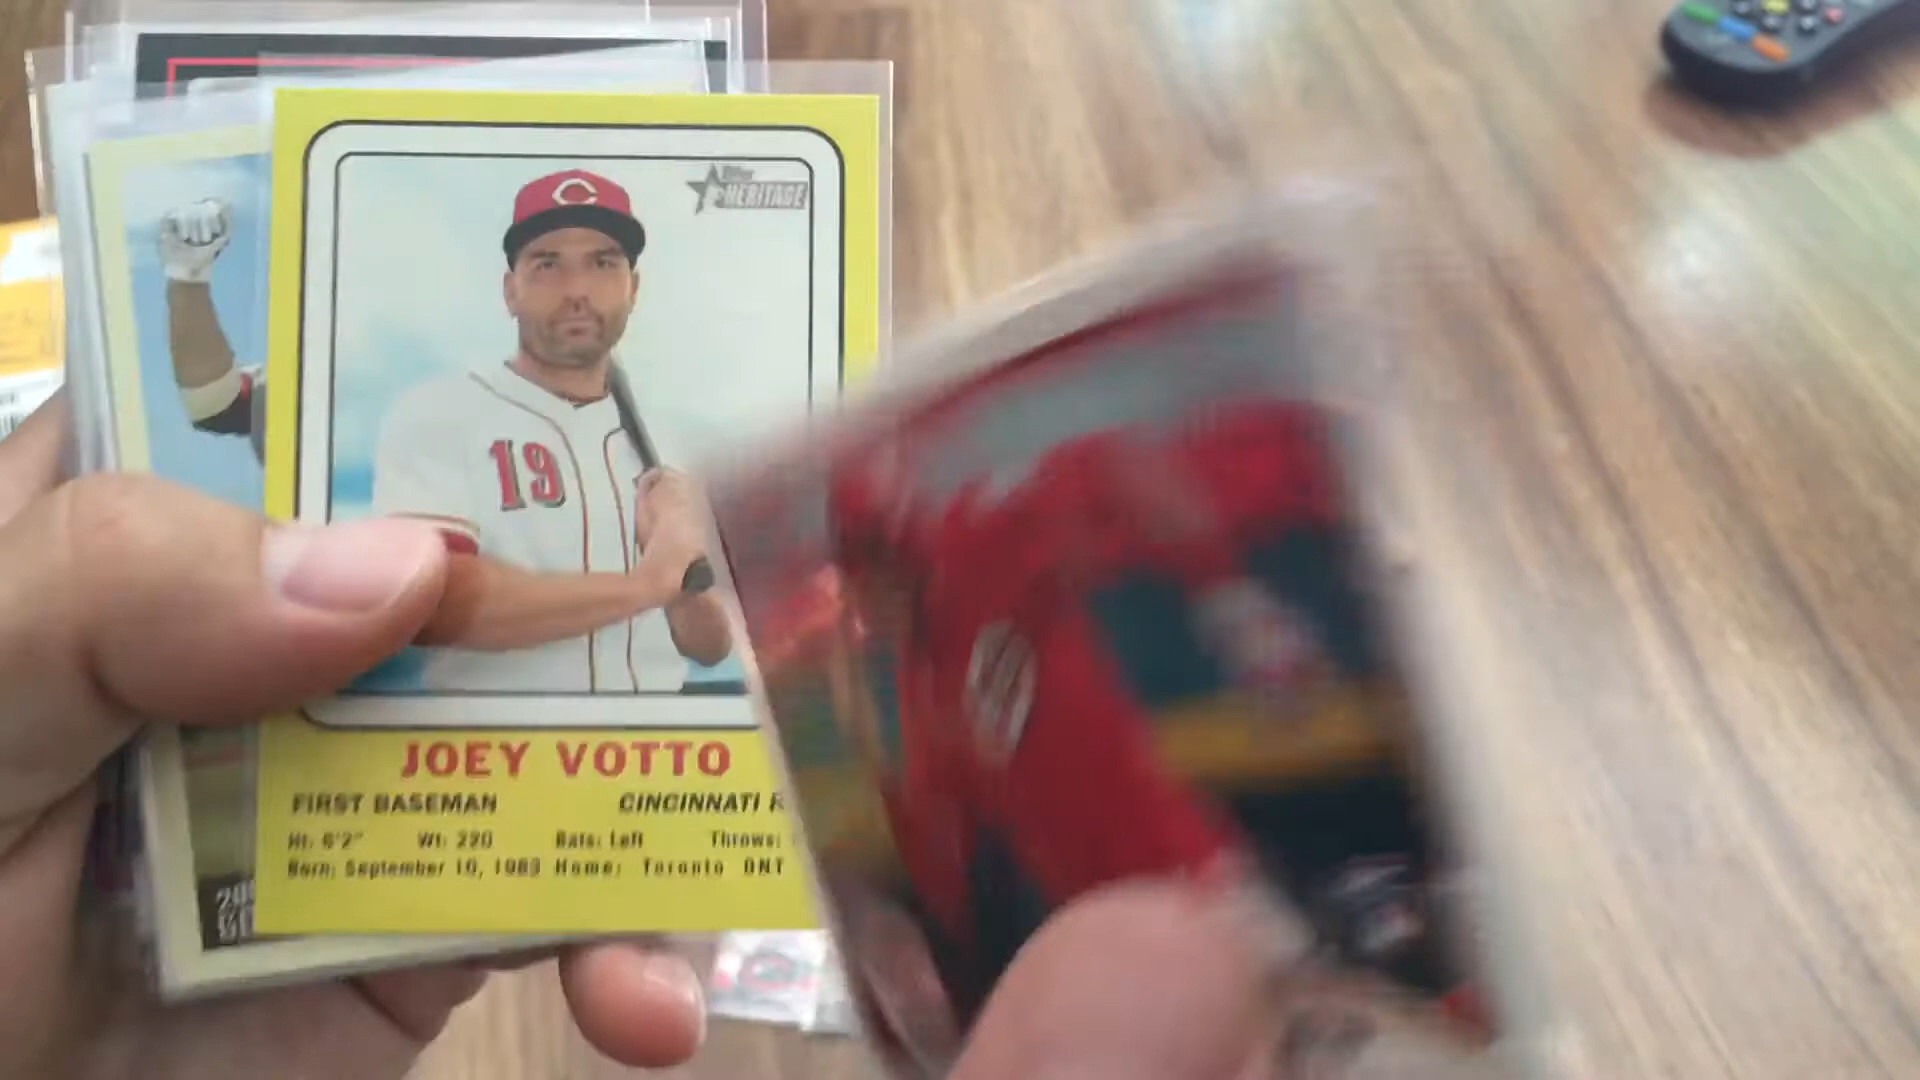 Topps
HERITAGE
C
19
JOEY VOTTO
FIRST BASEMAN CINCINNATI R
Ht: 6'2" Wt: 220 Bats: Left Throws:
Born: September 10, 1983 Home: Toronto ONT